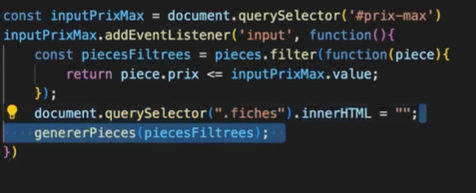 const inputPrixMax = document.querySelector('#prix-max')
inputPrixMax.addEventListener('input', function(){
    const piecesFiltrees = pieces.filter(function(piece){
        return piece.prix <= inputPrixMax.value;
    });
    document.querySelector(".fiches").innerHTML = "";
    genererPieces(piecesFiltrees);
})